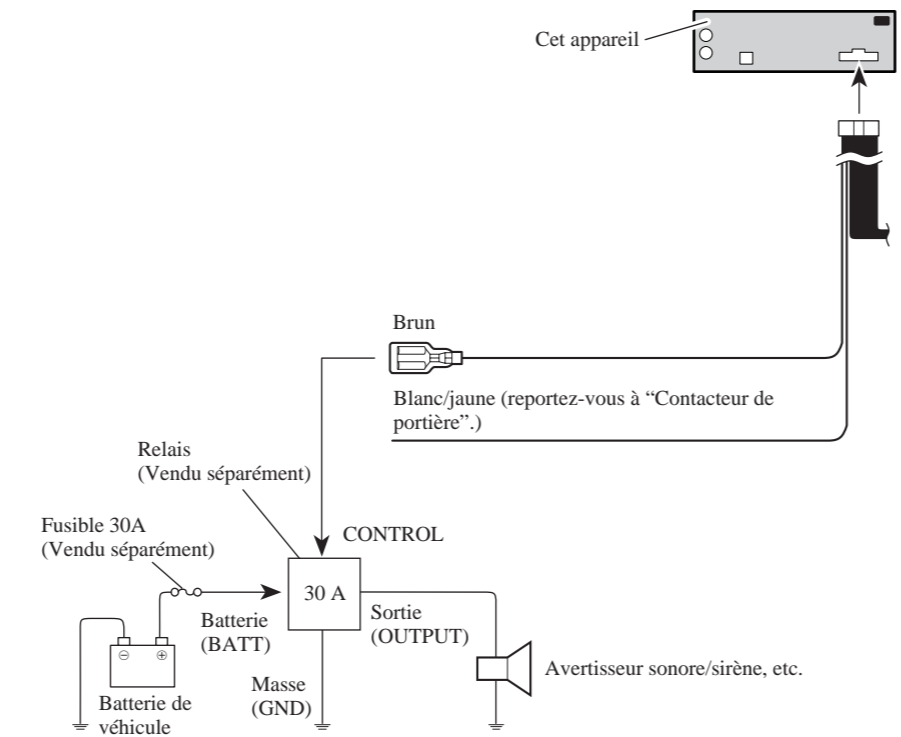 Cet appareil
Brun
Blanc/jaune (reportez-vous à “Contacteur de
portière”.)
Relais
(Vendu séparément)
Fusible 30A
(Vendu séparément)
CONTROL
30 A
Batterie
(BATT)
Sortie
(OUTPUT)
Masse
(GND)
Avertisseur sonore/sirène, etc.
Batterie de
véhicule